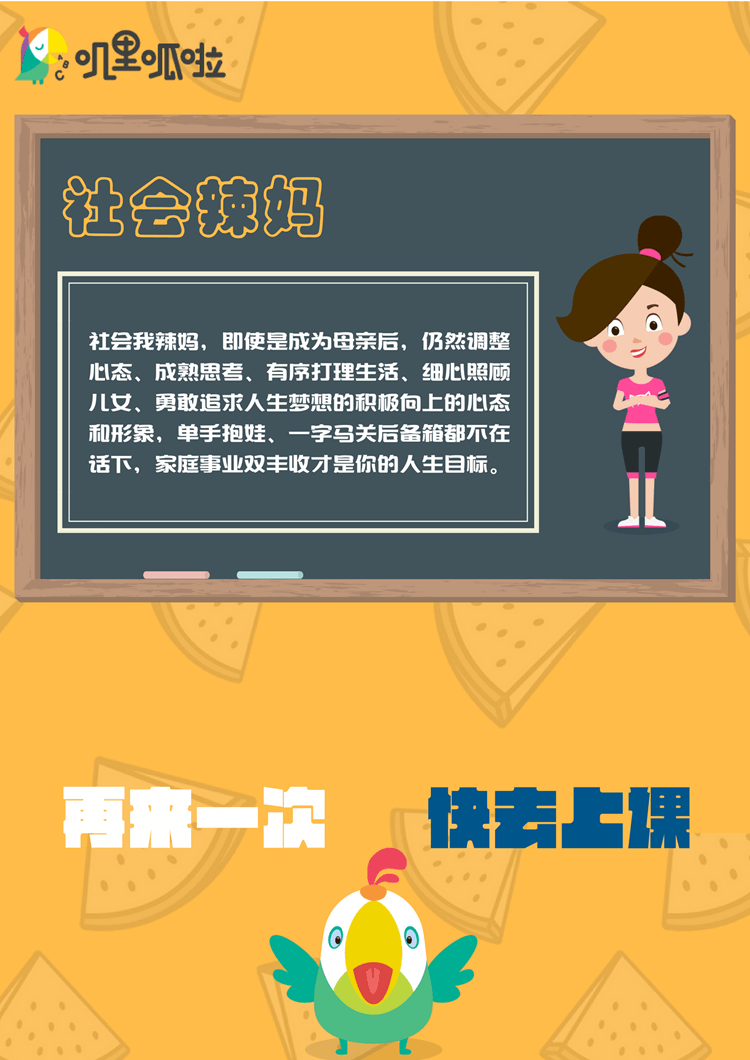 ABC
叽里呱啦
社会辣妈
社会我辣妈，即使是成为母亲后，仍然调整
心态、成熟思考、有序打理生活、细心照顾
儿女、勇敢追求人生梦想的积极向上的心态
和形象，单手抱娃、一字马关后备箱都不在
话下，家庭事业双丰收才是你的人生目标。
再来一次
快去上课